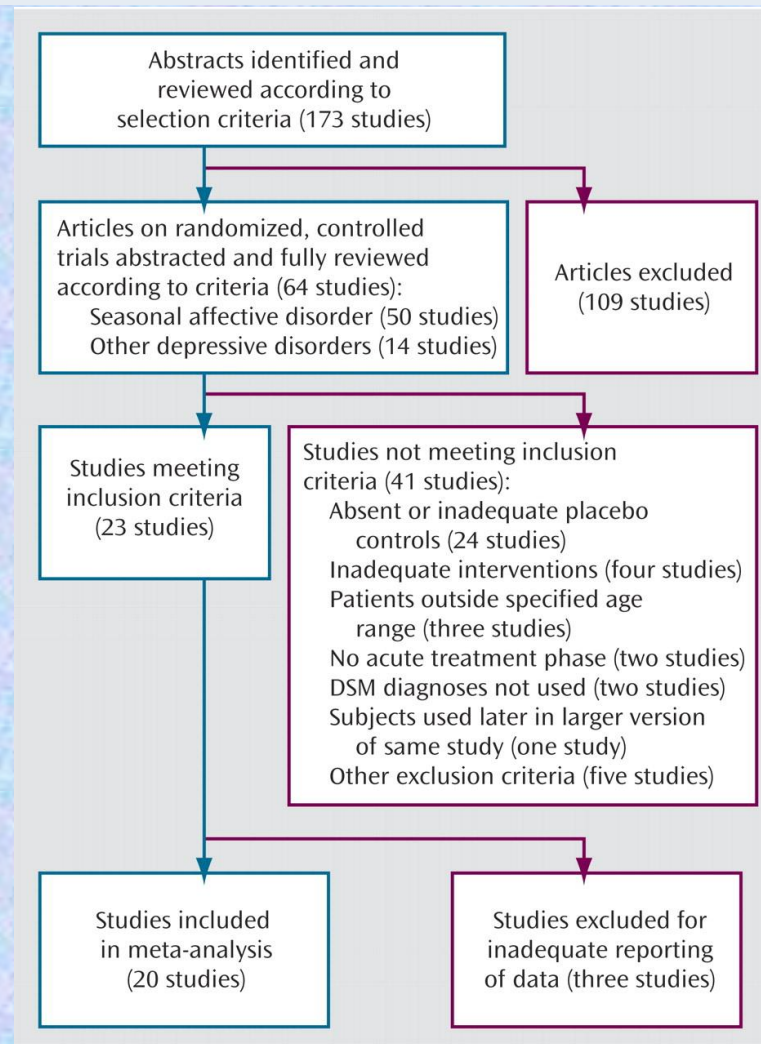 Abstracts identified and
reviewed according to
selection criteria (173 studies)
Articles on randomized, controlled
trials abstracted and fully reviewed
according to criteria (64 studies):
Seasonal affective disorder (50 studies)
Other depressive disorders (14 studies)
Articles excluded
(109 studies)
Studies meeting
inclusion criteria
(23 studies)
Studies not meeting inclusion
criteria (41 studies):
Absent or inadequate placebo
controls (24 studies)
Inadequate interventions (four studies)
Patients outside specified age
range (three studies)
No acute treatment phase (two studies)
DSM diagnoses not used (two studies)
Subjects used later in larger version
of same study (one study)
Other exclusion criteria (five studies)
Studies included
in meta-analysis
(20 studies)
Studies excluded for
inadequate reporting
of data (three studies)